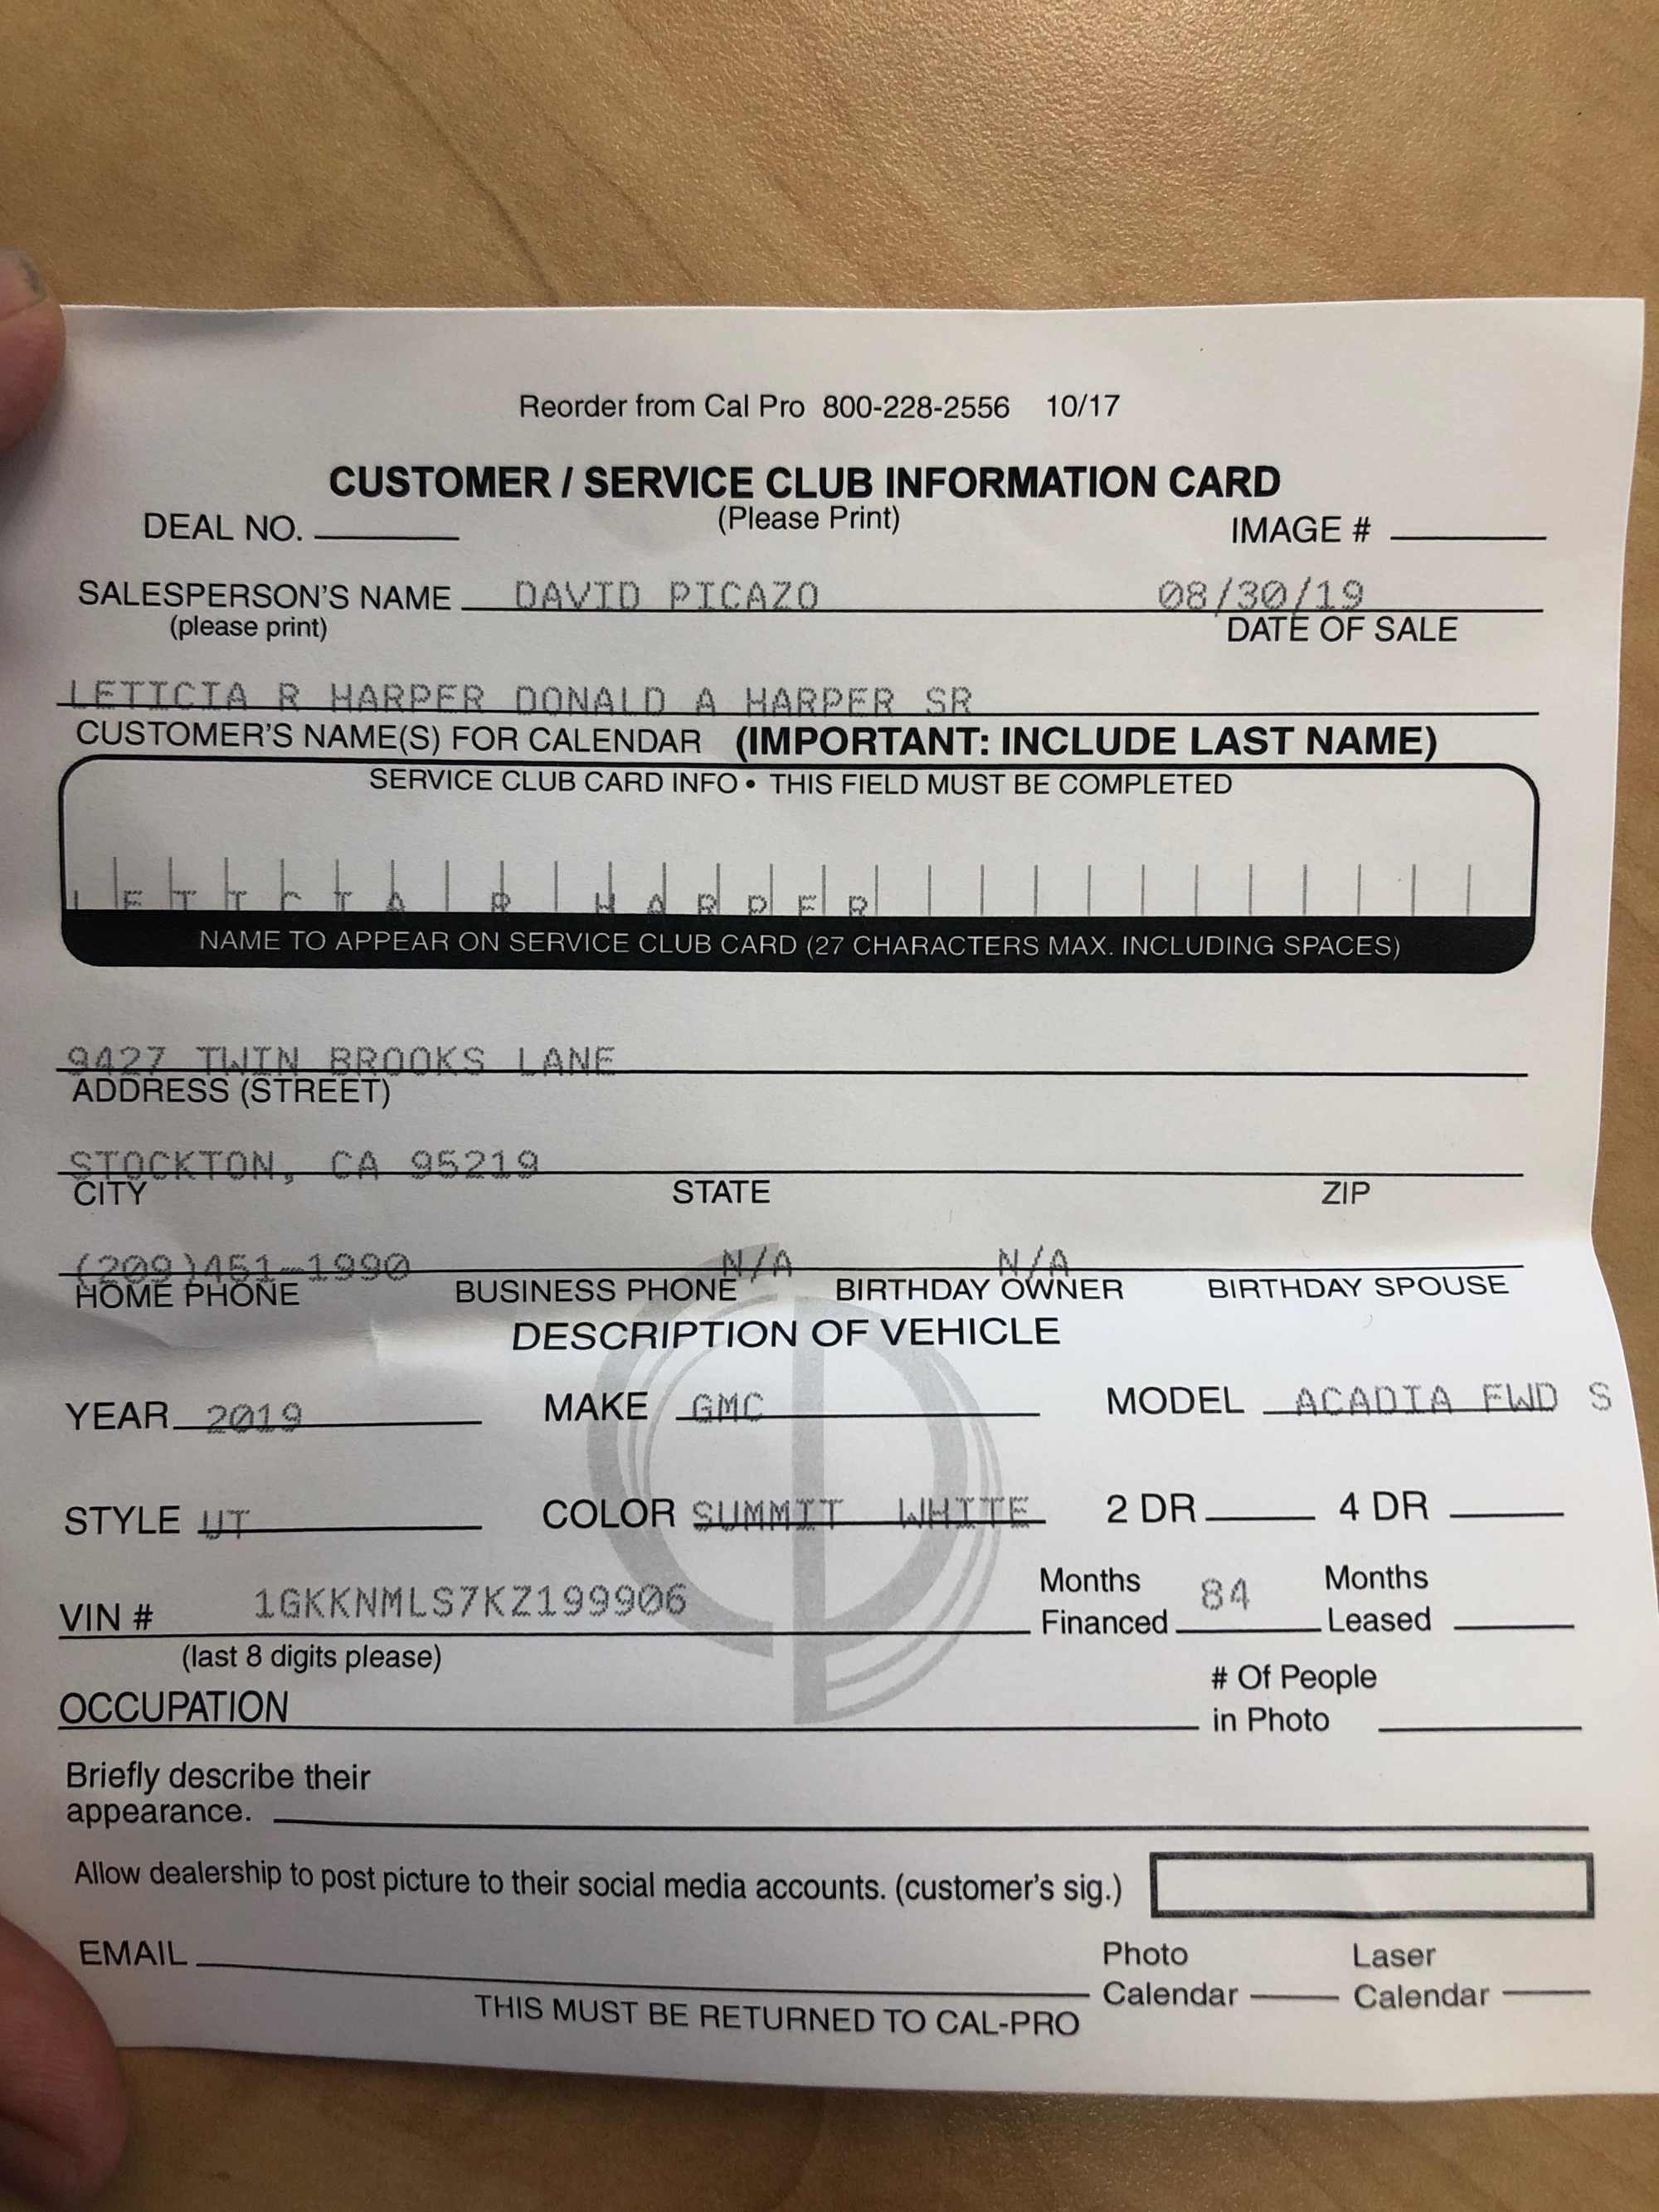 Reorder from Cal Pro 800-228-2556 10/17
CUSTOMER / SERVICE CLUB INFORMATION CARD
(Please Print)
DEAL NO. IMAGE #
SALESPERSON'S NAME DAVID PICAZO 08/30/19
(please print) DATE OF SALE
LETICIA R HARPER DONALD A HARPER SR
CUSTOMER'S NAME(S) FOR CALENDAR (IMPORTANT: INCLUDE LAST NAME)
SERVICE CLUB CARD INFO • THIS FIELD MUST BE COMPLETED
LETICIA R HARPER
NAME TO APPEAR ON SERVICE CLUB CARD (27 CHARACTERS MAX. INCLUDING SPACES)
9427 TWIN BROOKS LANE
ADDRESS (STREET)
STOCKTON, CA 95219
CITY STATE ZIP
(209)451-1990 N/A N/A
HOME PHONE BUSINESS PHONE BIRTHDAY OWNER BIRTHDAY SPOUSE
DESCRIPTION OF VEHICLE
YEAR 2019 MAKE GMC MODEL ACADIA FWD S
STYLE UT COLOR SUMMIT WHITE 2 DR 4 DR
VIN # 1GKKNMLS7KZ199906 Months Financed 84 Months Leased
(last 8 digits please)
OCCUPATION # Of People in Photo
Briefly describe their
appearance.
Allow dealership to post picture to their social media accounts. (customer's sig.)
EMAIL Photo Calendar Laser Calendar
THIS MUST BE RETURNED TO CAL-PRO